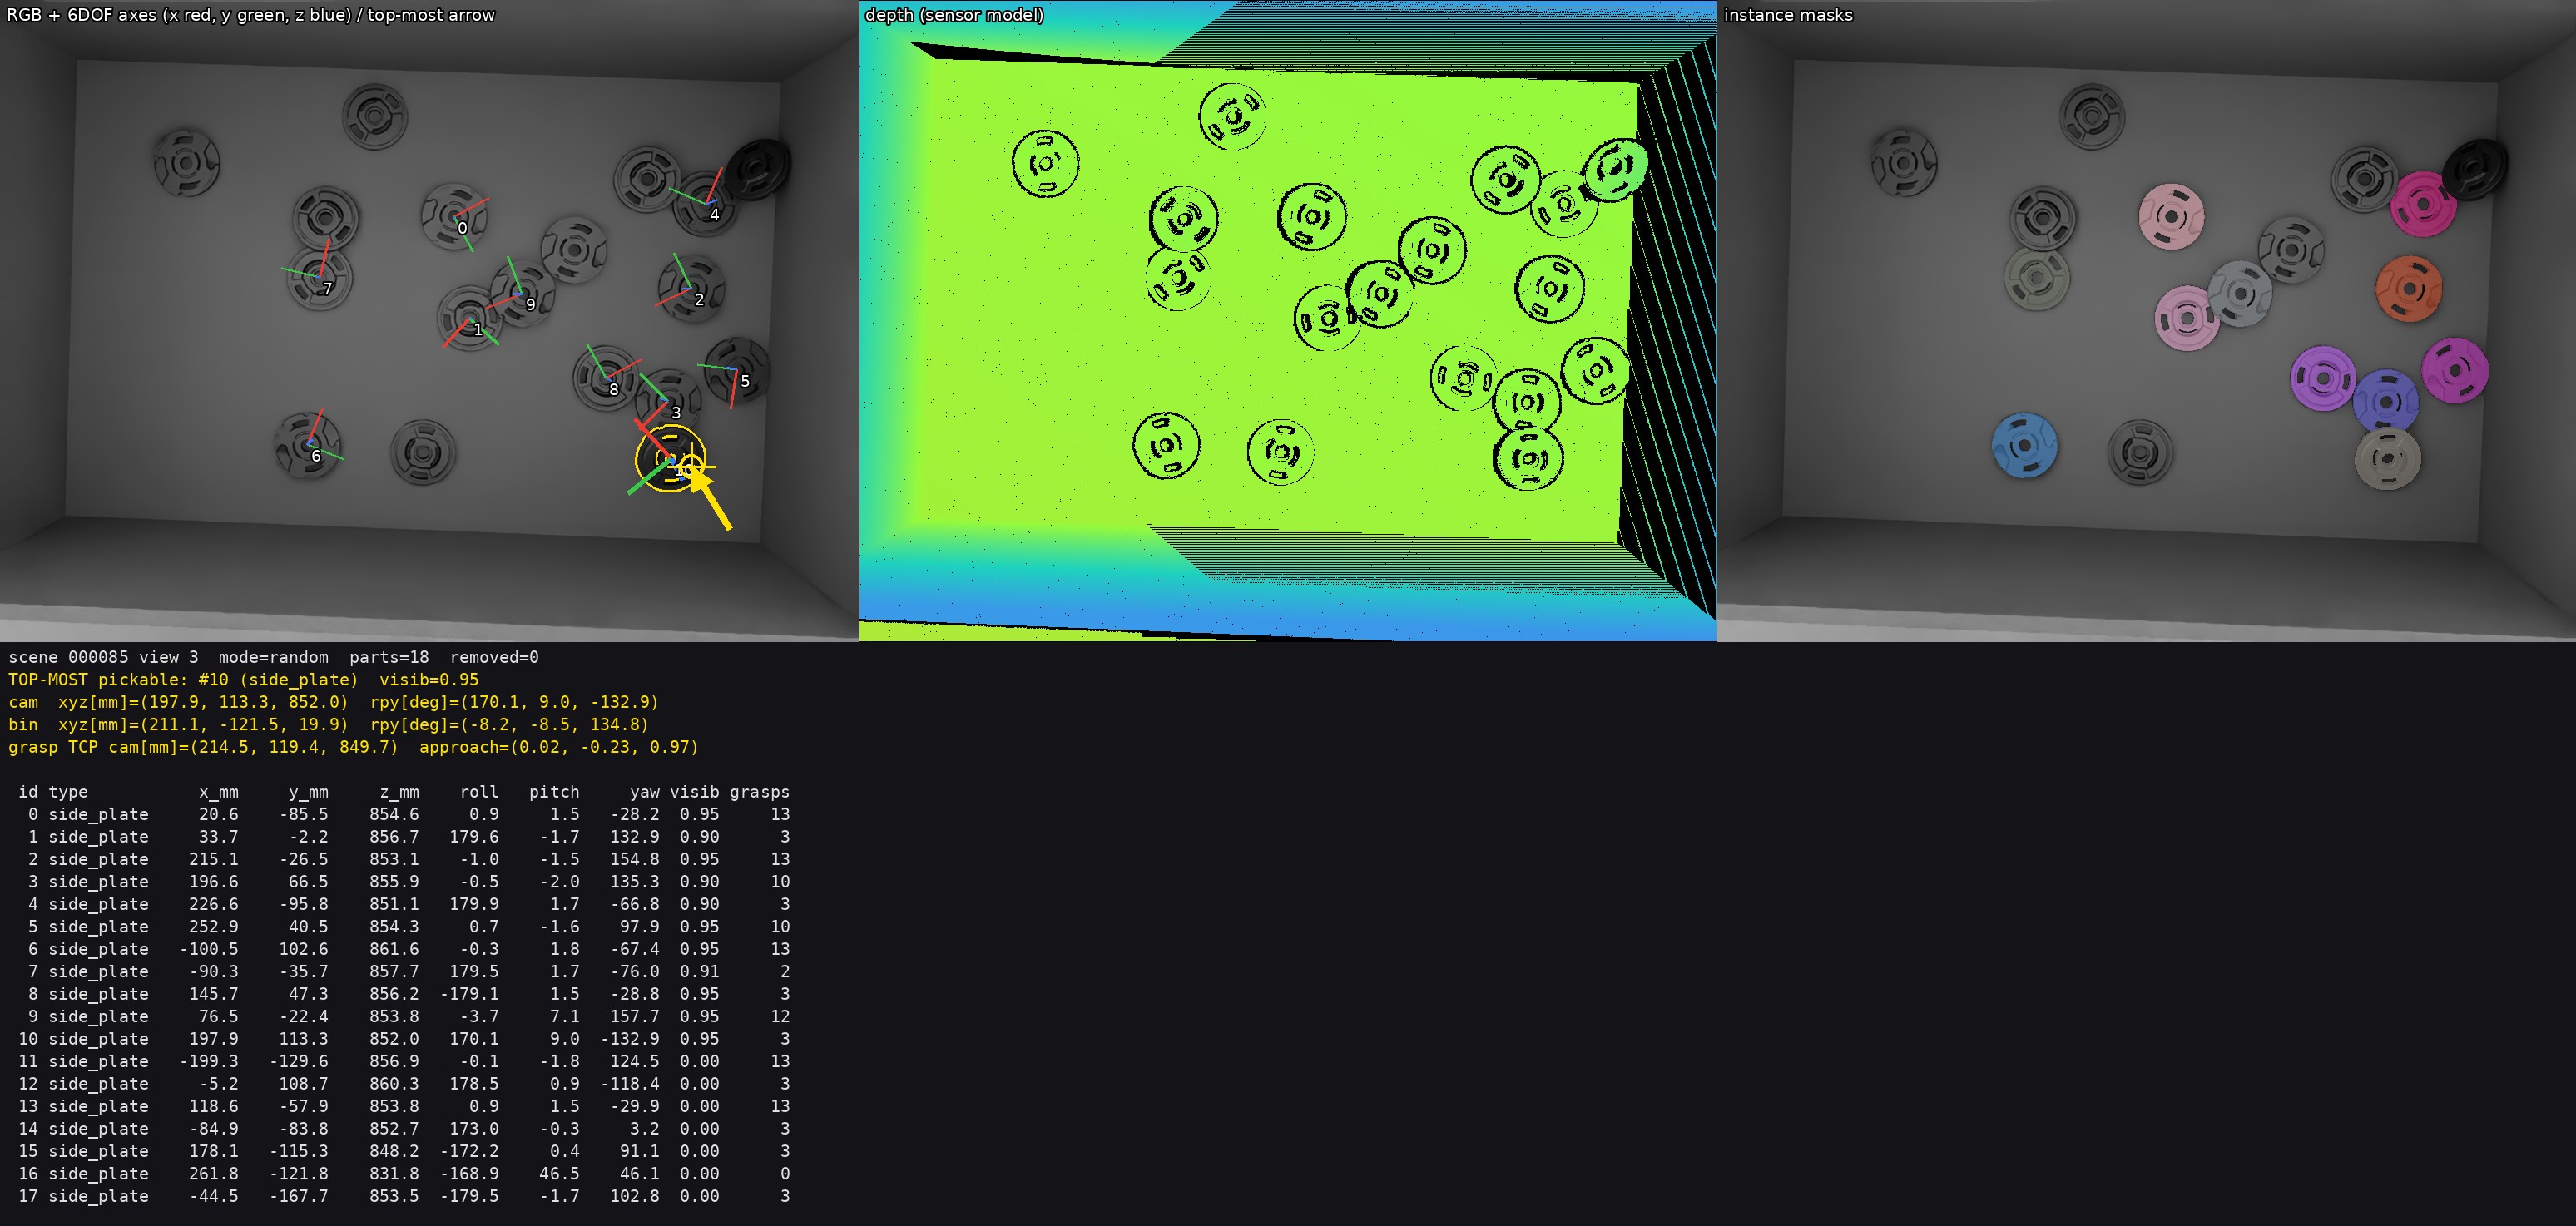 RGB + 6DOF axes (x red, y green, z blue) / top-most arrow
depth (sensor model)
instance masks
0
4
7
9
2
1
8
5
3
6
scene 000085 view 3  mode=random  parts=18  removed=0
TOP-MOST pickable: #10 (side_plate)  visib=0.95
cam  xyz[mm]=(197.9, 113.3, 852.0)  rpy[deg]=(170.1, 9.0, -132.9)
bin  xyz[mm]=(211.1, -121.5, 19.9)  rpy[deg]=(-8.2, -8.5, 134.8)
grasp TCP cam[mm]=(214.5, 119.4, 849.7)  approach=(0.02, -0.23, 0.97)
id type x_mm y_mm z_mm roll pitch yaw visib grasps
0 side_plate 20.6 -85.5 854.6 0.9 1.5 -28.2 0.95 13
1 side_plate 33.7 -2.2 856.7 179.6 -1.7 132.9 0.90 3
2 side_plate 215.1 -26.5 853.1 -1.0 -1.5 154.8 0.95 13
3 side_plate 196.6 66.5 855.9 -0.5 -2.0 135.3 0.90 10
4 side_plate 226.6 -95.8 851.1 179.9 1.7 -66.8 0.90 3
5 side_plate 252.9 40.5 854.3 0.7 -1.6 97.9 0.95 10
6 side_plate -100.5 102.6 861.6 -0.3 1.8 -67.4 0.95 13
7 side_plate -90.3 -35.7 857.7 179.5 1.7 -76.0 0.91 2
8 side_plate 145.7 47.3 856.2 -179.1 1.5 -28.8 0.95 3
9 side_plate 76.5 -22.4 853.8 -3.7 7.1 157.7 0.95 12
10 side_plate 197.9 113.3 852.0 170.1 9.0 -132.9 0.95 3
11 side_plate -199.3 -129.6 856.9 -0.1 -1.8 124.5 0.00 13
12 side_plate -5.2 108.7 860.3 178.5 0.9 -118.4 0.00 3
13 side_plate 118.6 -57.9 853.8 0.9 1.5 -29.9 0.00 13
14 side_plate -84.9 -83.8 852.7 173.0 -0.3 3.2 0.00 3
15 side_plate 178.1 -115.3 848.2 -172.2 0.4 91.1 0.00 3
16 side_plate 261.8 -121.8 831.8 -168.9 46.5 46.1 0.00 0
17 side_plate -44.5 -167.7 853.5 -179.5 -1.7 102.8 0.00 3